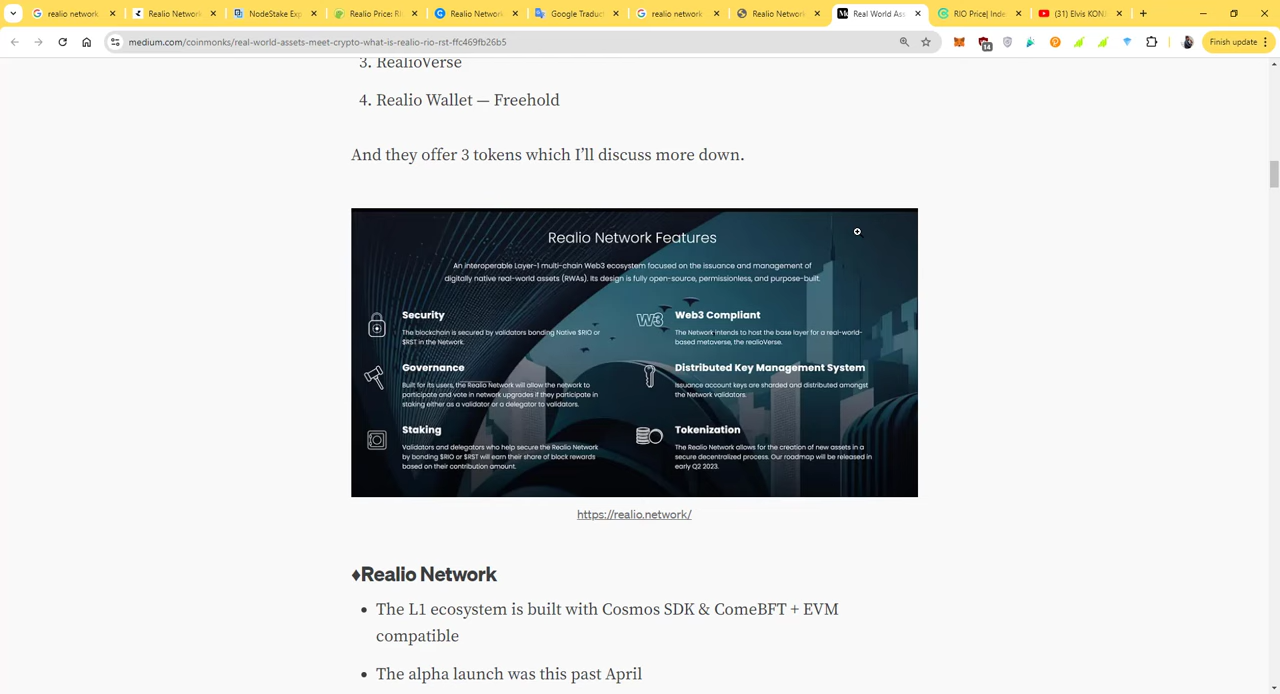 realio network
Realio Network
NodeStake Exp
Realio Price: RI
Realio Network
Google Traduct
realio network
Realio Network
Real World Ass
RIO Price| Inde
(31) Elvis KONJ
medium.com/coinmonks/real-world-assets-meet-crypto-what-is-realio-rio-rst-ffc469fb26b5
14
Finish update
3. RealioVerse
4. Realio Wallet — Freehold
And they offer 3 tokens which I’ll discuss more down.
Realio Network Features
An interoperable Layer-1 multi-chain Web3 ecosystem focused on the issuance and management of
digitally native real-world assets (RWAs). Its design is fully open-source, permissionless, and purpose-built.
Security
The blockchain is secured by validators bonding Native $RIO or
$RST in the Network.
Governance
Built for its users, the Realio Network will allow the network to
participate and vote in network upgrades if they participate in
staking either as a validator or a delegator to validators.
Staking
Validators and delegators who help secure the Realio Network
by bonding $RIO or $RST will earn their share of block rewards
based on their contribution amount.
W3
Web3 Compliant
The Network intends to host the base layer for a real-world-
based metaverse, the realioVerse.
Distributed Key Management System
Issuance account keys are sharded and distributed amongst
the Network validators.
Tokenization
The Realio Network allows for the creation of new assets in a
secure decentralized process. Our roadmap will be released in
early Q2 2023.
https://realio.network/
♦Realio Network
• The L1 ecosystem is built with Cosmos SDK & ComeBFT + EVM
compatible
• The alpha launch was this past April